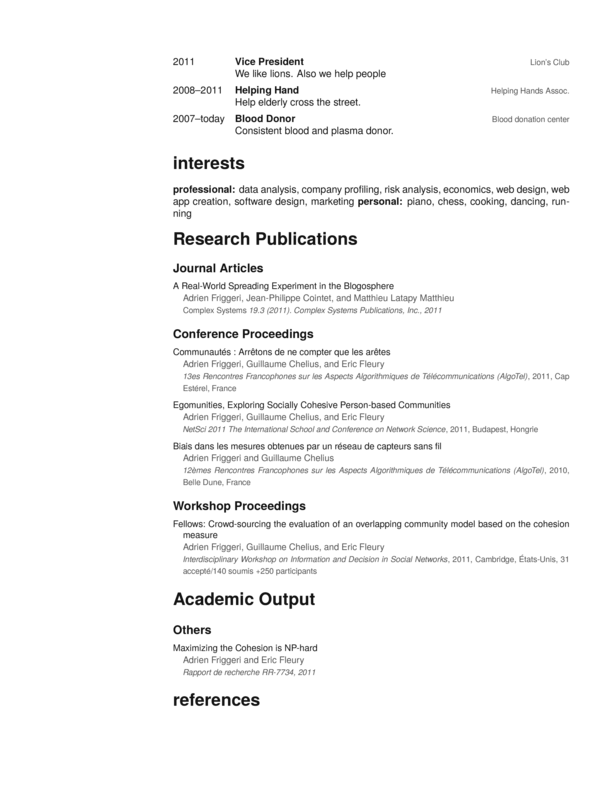 2011 Vice President Lion's Club
We like lions. Also we help people
2008–2011 Helping Hand Helping Hands Assoc.
Help elderly cross the street.
2007–today Blood Donor Blood donation center
Consistent blood and plasma donor.
interests
professional: data analysis, company profiling, risk analysis, economics, web design, web
app creation, software design, marketing personal: piano, chess, cooking, dancing, run-
ning
Research Publications
Journal Articles
A Real-World Spreading Experiment in the Blogosphere
Adrien Friggeri, Jean-Philippe Cointet, and Matthieu Latapy Matthieu
Complex Systems 19.3 (2011). Complex Systems Publications, Inc., 2011
Conference Proceedings
Communautés : Arrêtons de ne compter que les arêtes
Adrien Friggeri, Guillaume Chelius, and Eric Fleury
13es Rencontres Francophones sur les Aspects Algorithmiques de Télécommunications (AlgoTel), 2011, Cap
Estérel, France
Egomunities, Exploring Socially Cohesive Person-based Communities
Adrien Friggeri, Guillaume Chelius, and Eric Fleury
NetSci 2011 The International School and Conference on Network Science, 2011, Budapest, Hongrie
Biais dans les mesures obtenues par un réseau de capteurs sans fil
Adrien Friggeri and Guillaume Chelius
12èmes Rencontres Francophones sur les Aspects Algorithmiques de Télécommunications (AlgoTel), 2010,
Belle Dune, France
Workshop Proceedings
Fellows: Crowd-sourcing the evaluation of an overlapping community model based on the cohesion
measure
Adrien Friggeri, Guillaume Chelius, and Eric Fleury
Interdisciplinary Workshop on Information and Decision in Social Networks, 2011, Cambridge, États-Unis, 31
accepté/140 soumis +250 participants
Academic Output
Others
Maximizing the Cohesion is NP-hard
Adrien Friggeri and Eric Fleury
Rapport de recherche RR-7734, 2011
references